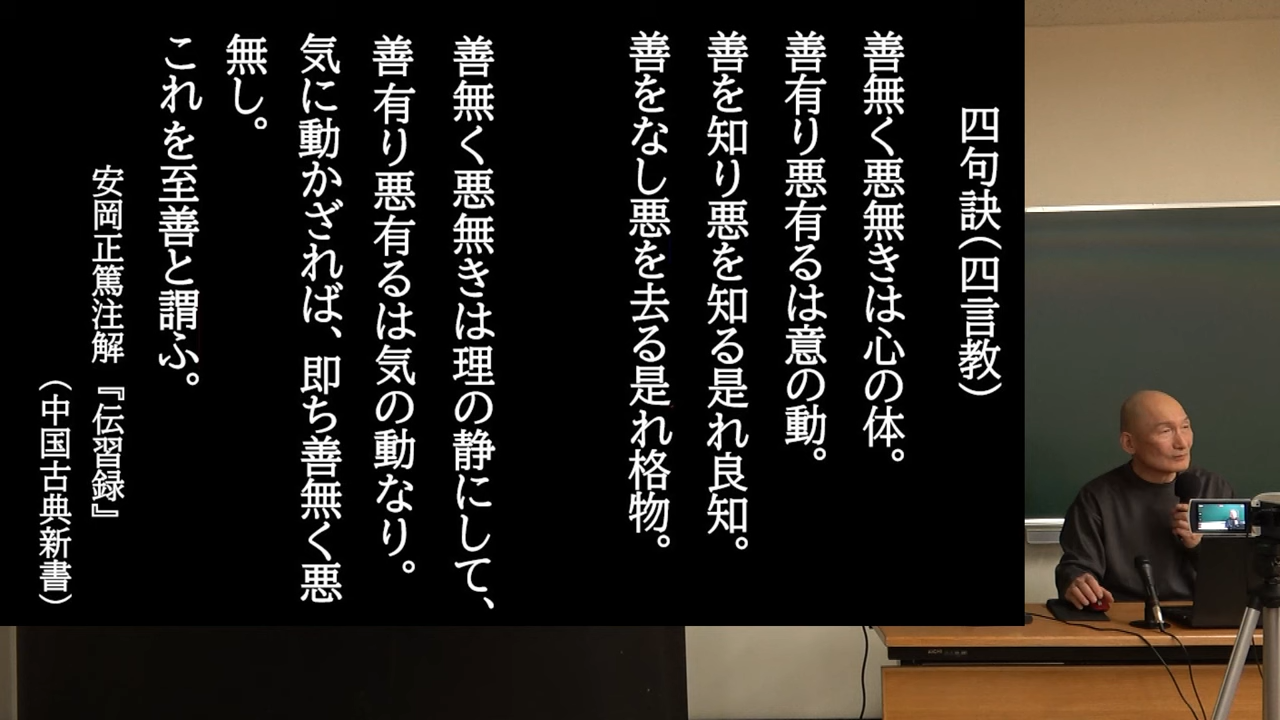 四句訣（四言教）
善無く悪無きは心の体。
善有り悪有るは意の動。
善を知り悪を知る是れ良知。
善をなし悪を去る是れ格物。
善無く悪無きは理の静にして、
善有り悪有るは気の動なり。
気に動かざれば、即ち善無く悪
無し。
これを至善と謂ふ。
安岡正篤注解『伝習録』
（中国古典新書）